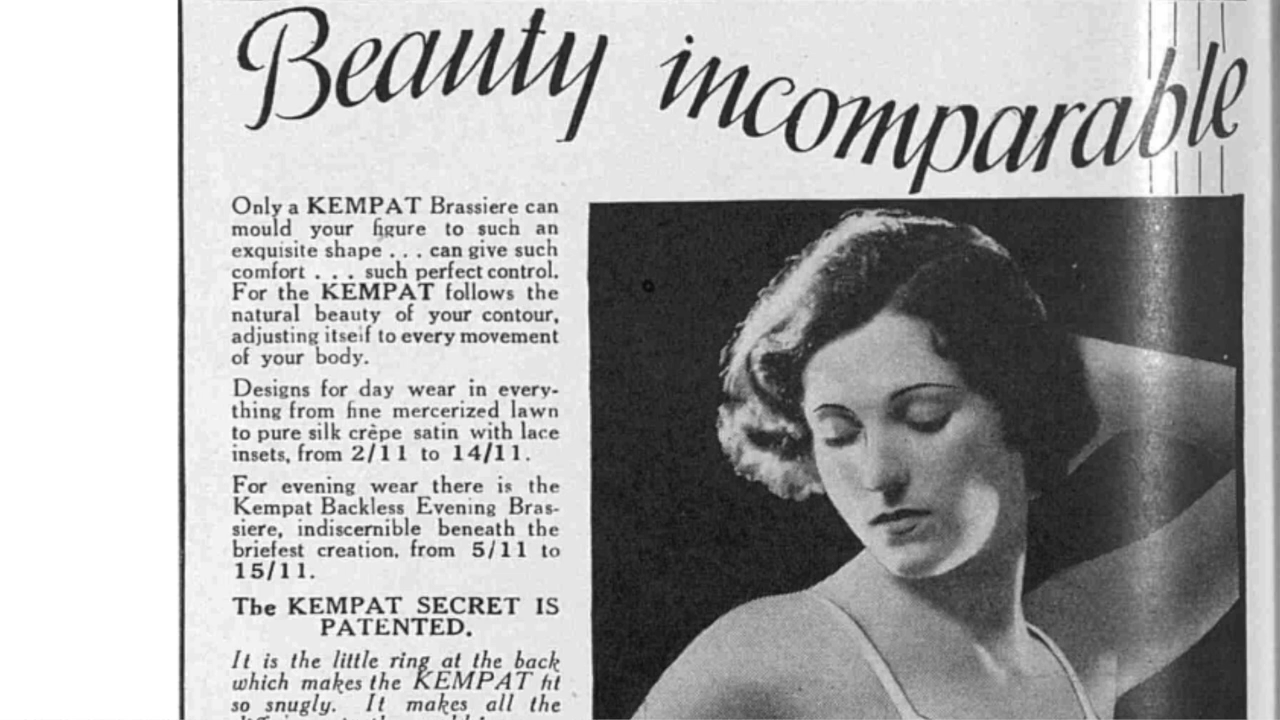 Beauty incomparable
Only a KEMPAT Brassiere can
mould your figure to such an
exquisite shape . . . can give such
comfort . . . such perfect control.
For the KEMPAT follows the
natural beauty of your contour,
adjusting itself to every movement
of your body.
Designs for day wear in every-
thing from fine mercerized lawn
to pure silk crêpe satin with lace
insets, from 2/11 to 14/11.
For evening wear there is the
Kempat Backless Evening Bras-
siere, indiscernible beneath the
briefest creation, from 5/11 to
15/11.
The KEMPAT SECRET IS
PATENTED.
It is the little ring at the back
which makes the KEMPAT fit
so snugly. It makes all the